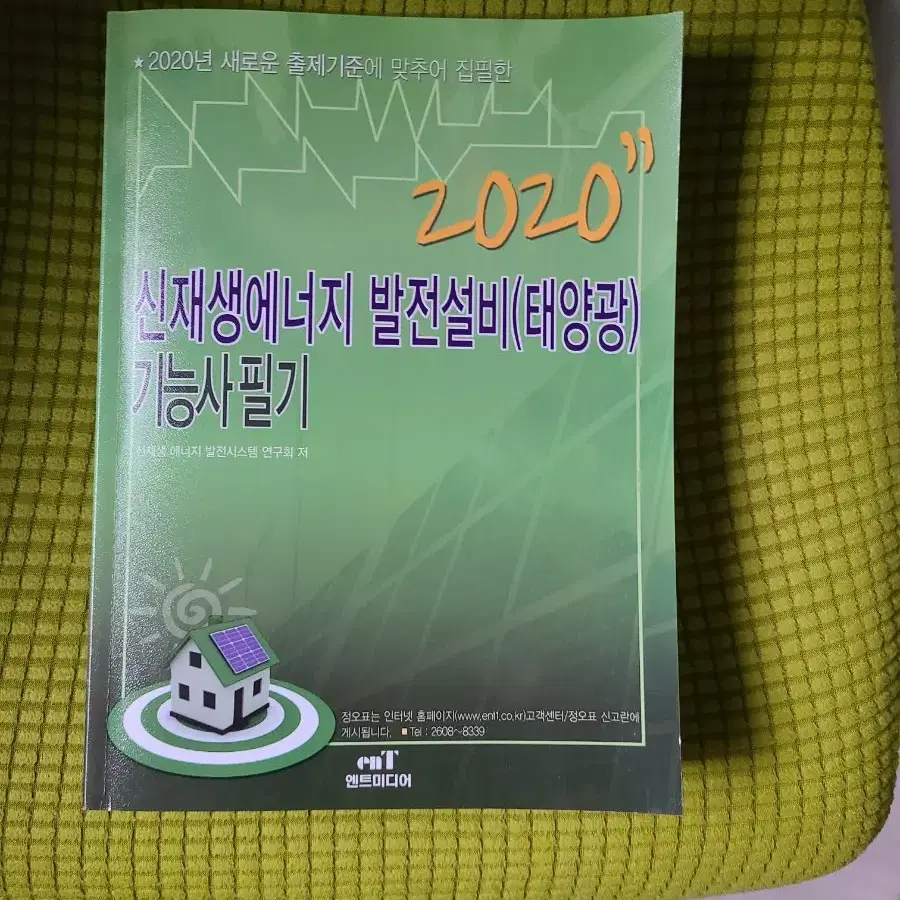 ★2020년 새로운 출제기준에 맞추어 집필한
2020"
신재생에너지 발전설비(태양광)
기능사 필기
신재생 에너지 발전시스템 연구회 저
정오표는 인터넷 홈페이지(www.ent1.co.kr)고객센터/정오표 신고란에
게시됩니다. ■ Tel : 2608~8339
enT
엔트미디어